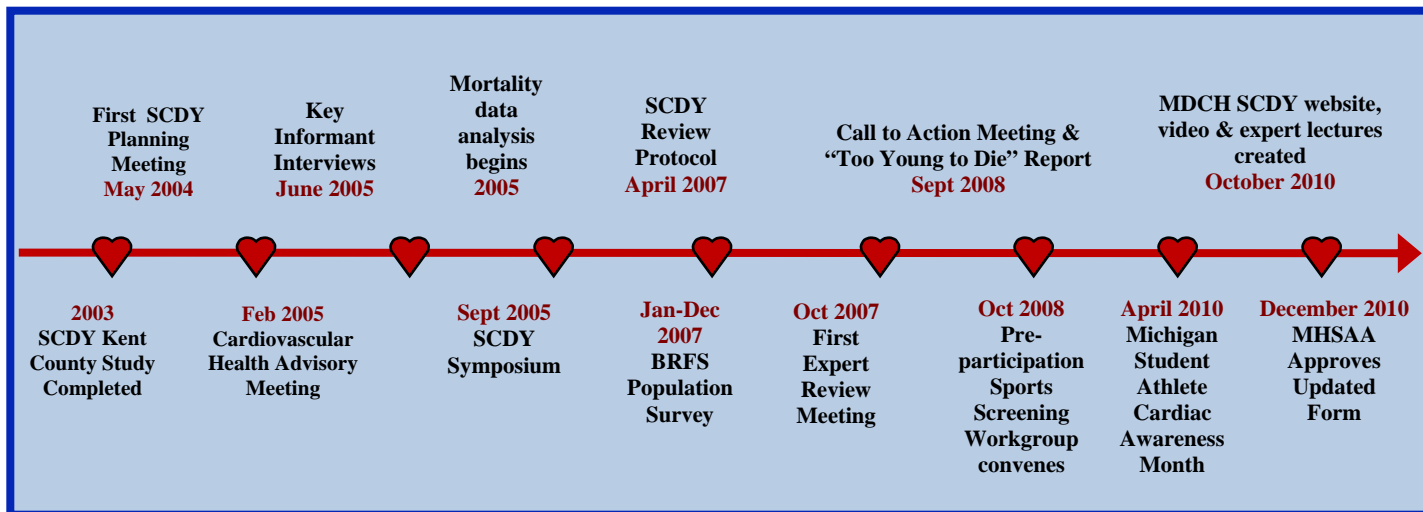 First SCDY
Planning
Meeting
May 2004
Key
Informant
Interviews
June 2005
Mortality
data
analysis
begins
2005
SCDY
Review
Protocol
April 2007
Call to Action Meeting &
“Too Young to Die” Report
Sept 2008
MDCH SCDY website,
video & expert lectures
created
October 2010
2003
SCDY Kent
County Study
Completed
Feb 2005
Cardiovascular
Health Advisory
Meeting
Sept 2005
SCDY
Symposium
Jan-Dec
2007
BRFS
Population
Survey
Oct 2007
First
Expert
Review
Meeting
Oct 2008
Pre-
participation
Sports
Screening
Workgroup
convenes
April 2010
Michigan
Student
Athlete
Cardiac
Awareness
Month
December 2010
MHSAA
Approves
Updated
Form